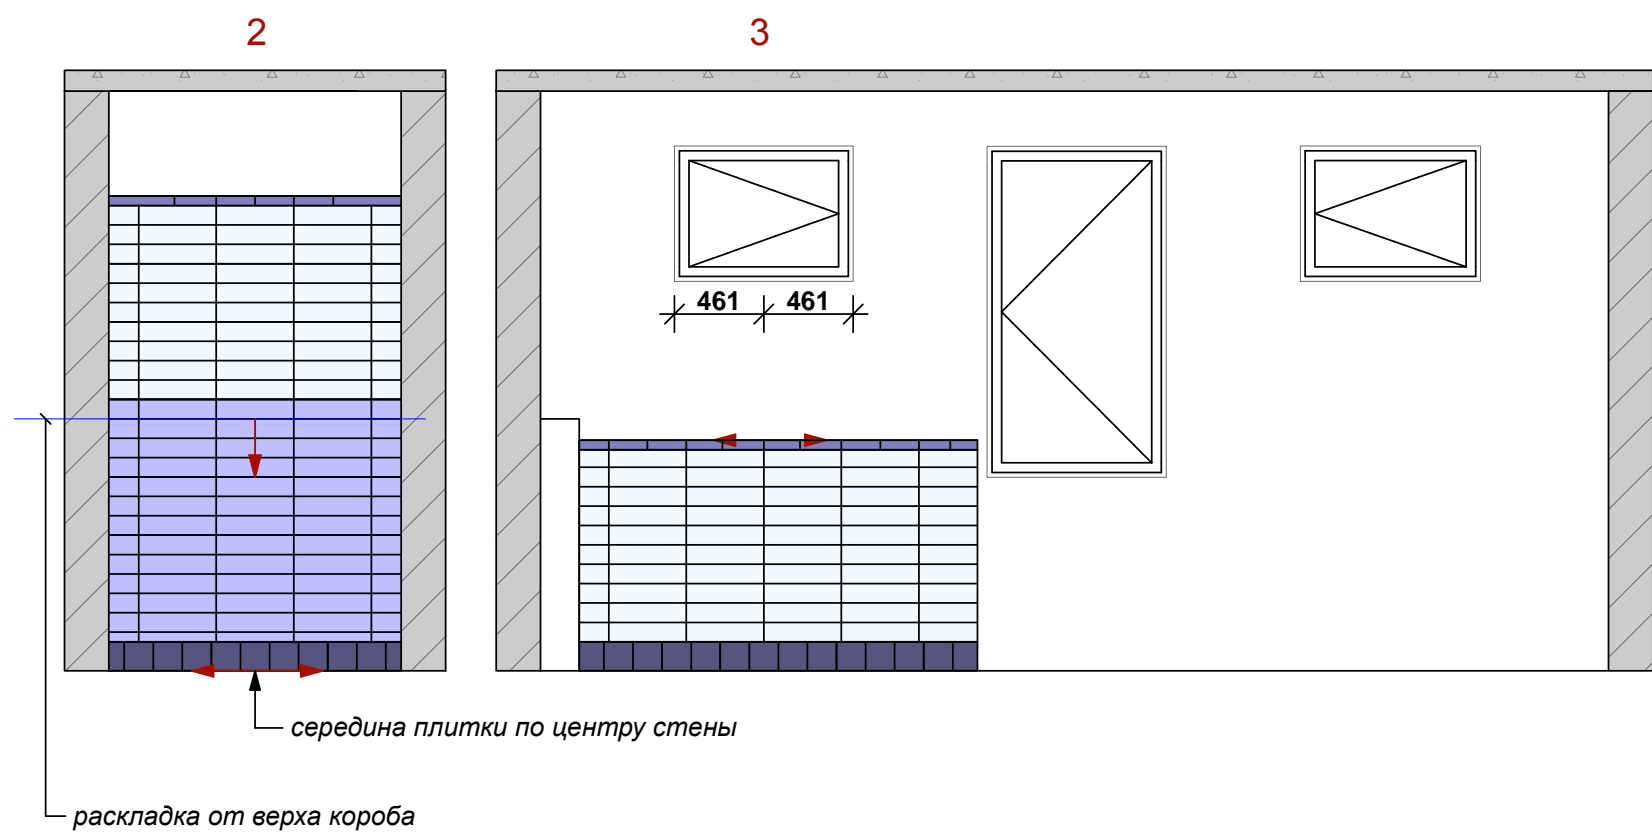 2
3
461 461
середина плитки по центру стены
раскладка от верха короба